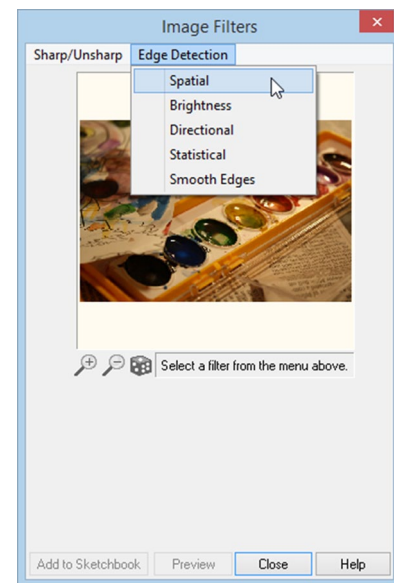 Image Filters
Sharp/Unsharp Edge Detection
Spatial
Brightness
Directional
Statistical
Smooth Edges
Select a filter from the menu above.
Add to Sketchbook Preview Close Help